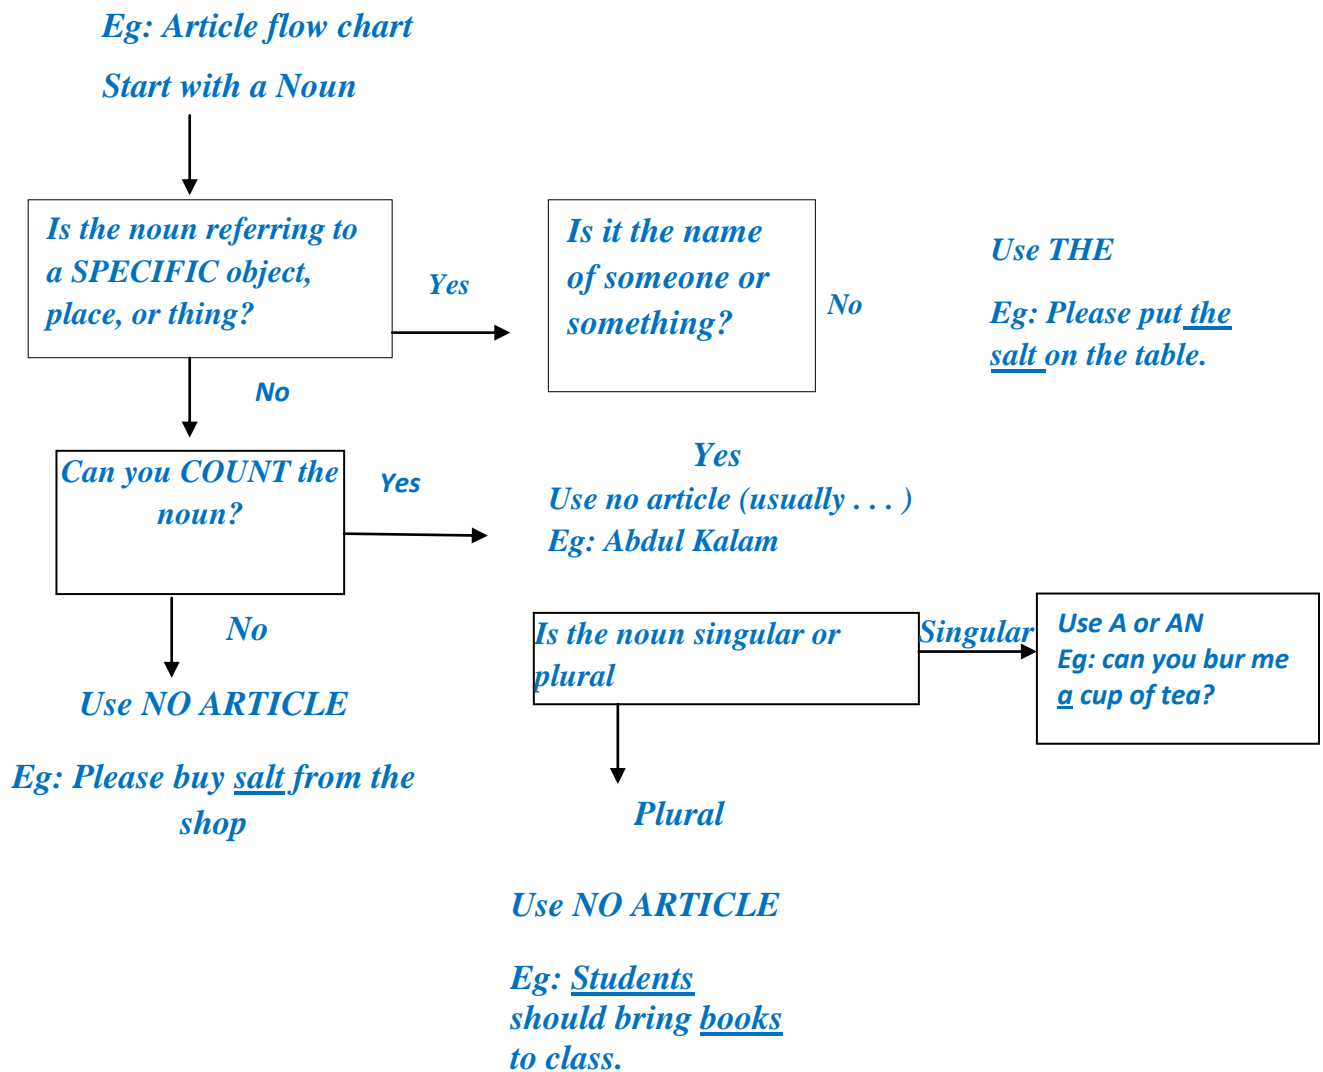 Eg: Article flow chart
Start with a Noun
Is the noun referring to
a SPECIFIC object,
place, or thing?
Yes
Is it the name
of someone or
something?
No
Use THE
Eg: Please put the
salt on the table.
No
Can you COUNT the
noun?
Yes
Yes
Use no article (usually . . . )
Eg: Abdul Kalam
No
Use NO ARTICLE
Eg: Please buy salt from the
shop
Is the noun singular or
plural
Singular
Use A or AN
Eg: can you bur me
a cup of tea?
Plural
Use NO ARTICLE
Eg: Students
should bring books
to class.